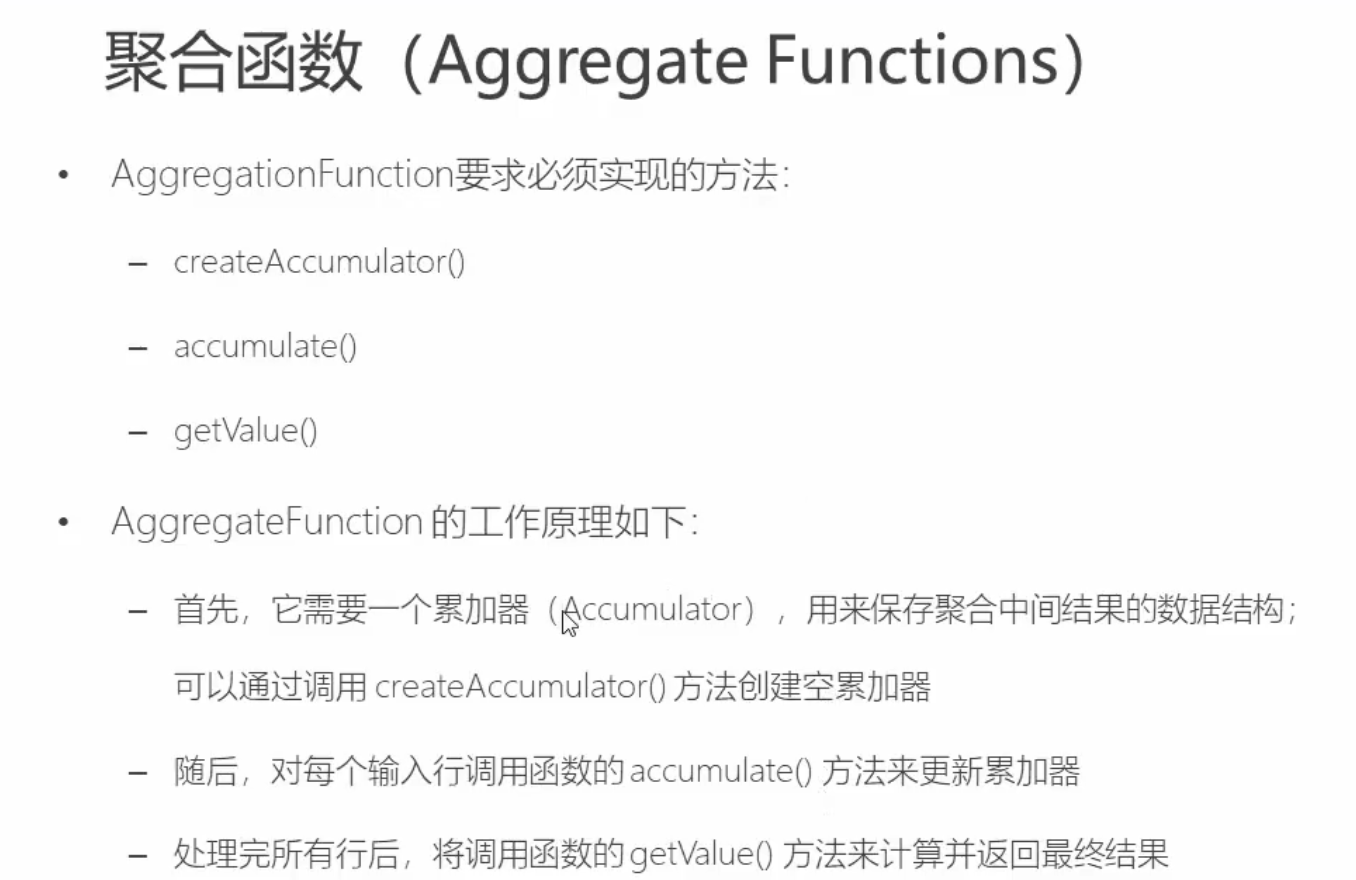 聚合函数（Aggregate Functions）
• AggregationFunction要求必须实现的方法：
– createAccumulator()
– accumulate()
– getValue()
• AggregateFunction 的工作原理如下：
– 首先，它需要一个累加器（Accumulator），用来保存聚合中间结果的数据结构；
可以通过调用 createAccumulator() 方法创建空累加器
– 随后，对每个输入行调用函数的 accumulate() 方法来更新累加器
– 处理完所有行后，将调用函数的 getValue() 方法来计算并返回最终结果